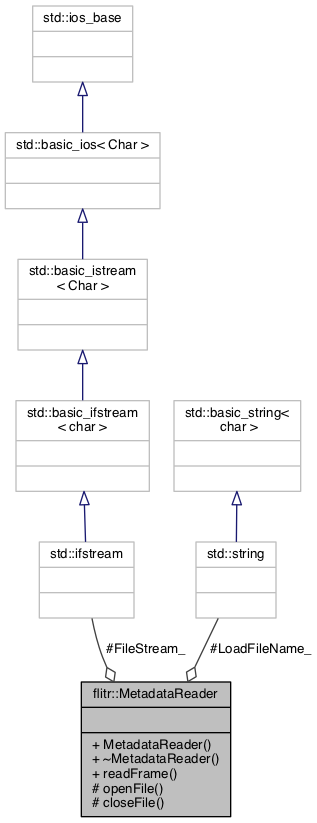 std::ios_base
std::basic_ios< Char >
std::basic_istream
< Char >
std::basic_ifstream
< char >
std::basic_string<
char >
std::ifstream
std::string
#FileStream_
#LoadFileName_
flitr::MetadataReader
+ MetadataReader()
+ ~MetadataReader()
+ readFrame()
# openFile()
# closeFile()